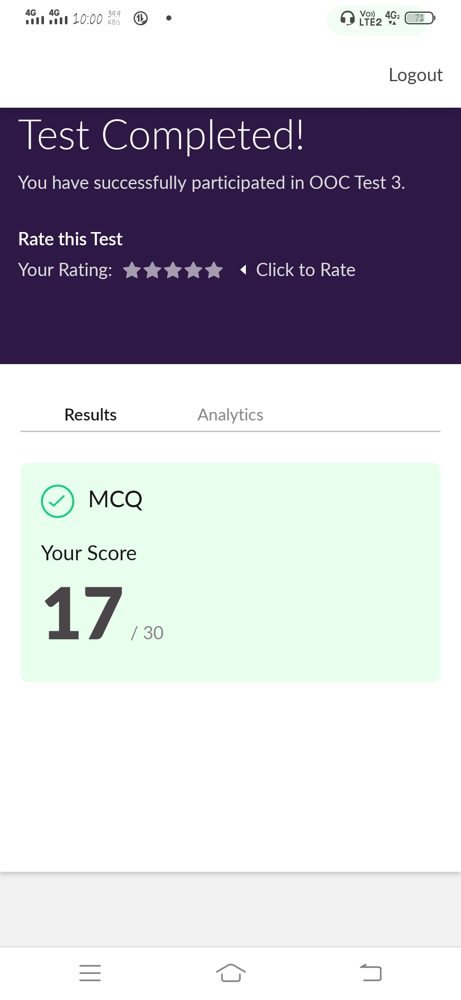 4G 4G 10:00 39.9 KB/s Vo)) LTE2 4G2 71
Logout
Test Completed!
You have successfully participated in OOC Test 3.
Rate this Test
Your Rating: Click to Rate
Results Analytics
MCQ
Your Score
17 / 30